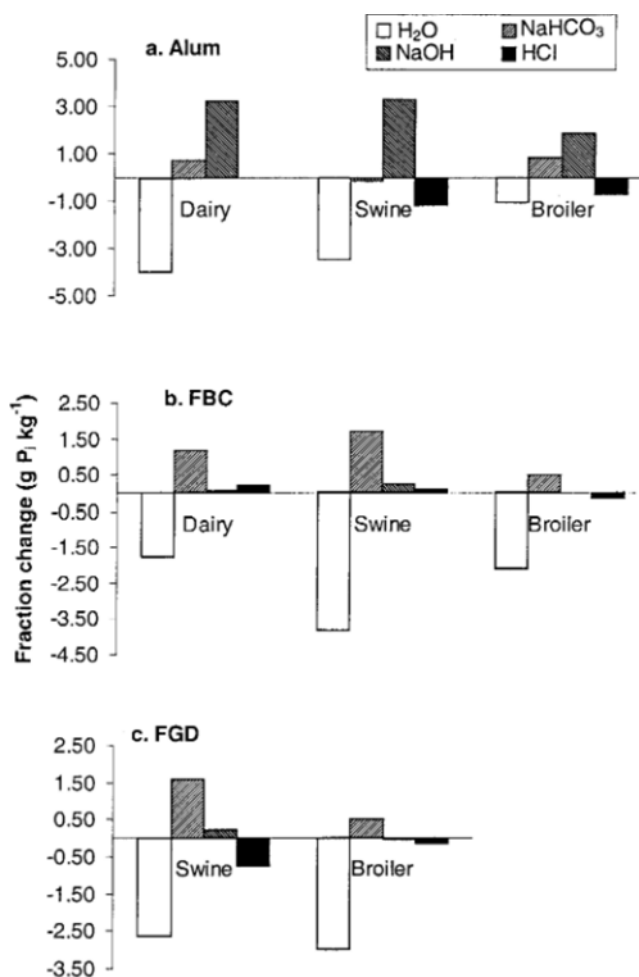 H₂O NaHCO₃
NaOH HCl
a. Alum
5.00
3.00
1.00
-1.00
-3.00
-5.00
Dairy Swine Broiler
b. FBC
2.50
1.50
0.50
-0.50
-1.50
-2.50
-3.50
-4.50
Dairy Swine Broiler
Fraction change (g Pᵢ kg⁻¹)
c. FGD
2.50
1.50
0.50
-0.50
-1.50
-2.50
-3.50
Swine Broiler